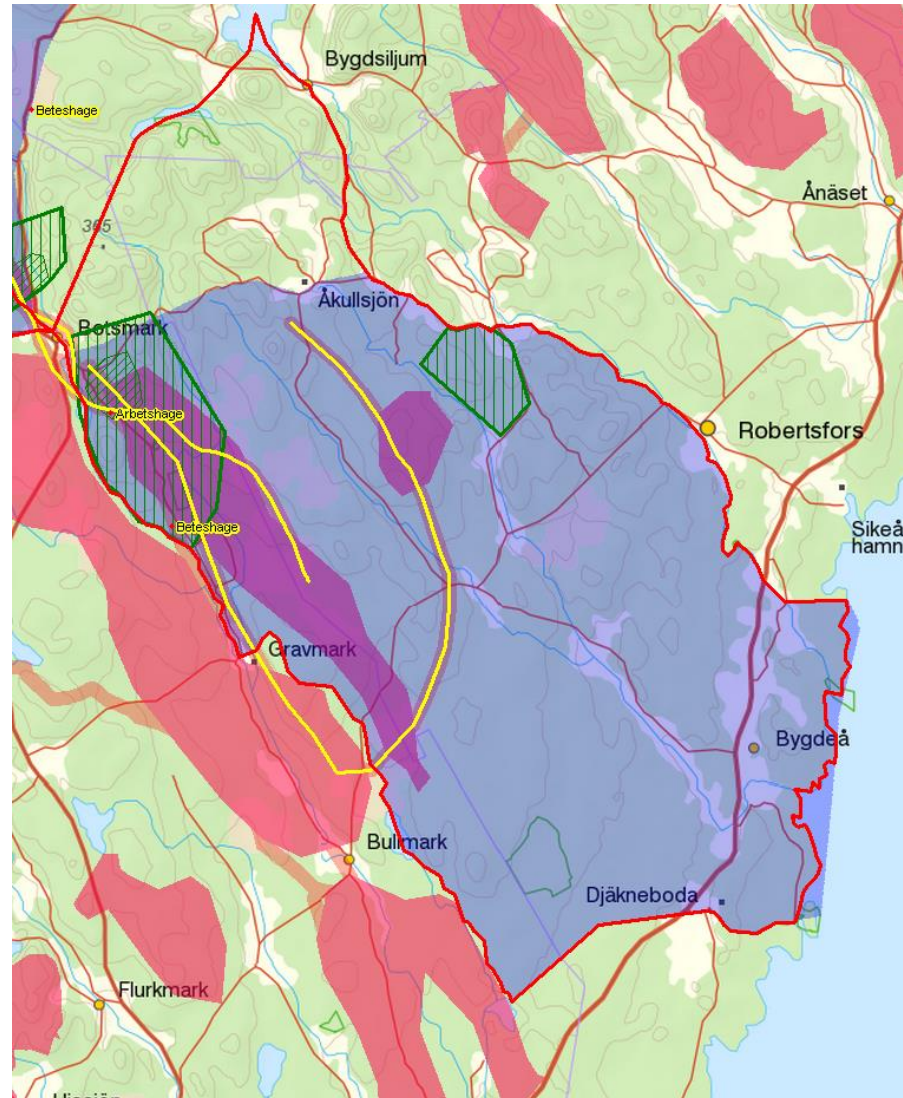 Bygdsiljum
Beteshage
Ånäset
365
Åkullsjön
Botsmark
Arbetshage
Robertsfors
Sikeå
hamn
Beteshage
Gravmark
Bygdeå
Bullmark
Djäkneboda
Flurkmark